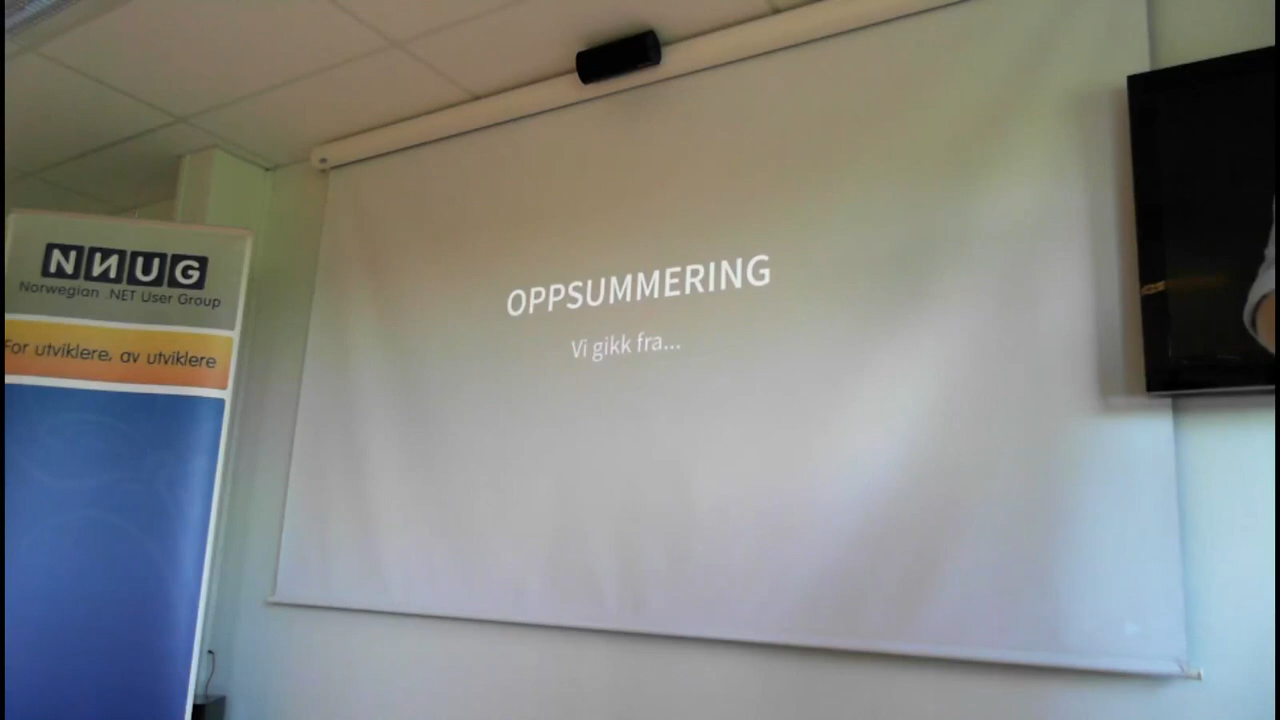 NNUG
Norwegian .NET User Group
For utviklere, av utviklere
OPPSUMMERING
Vi gikk fra...